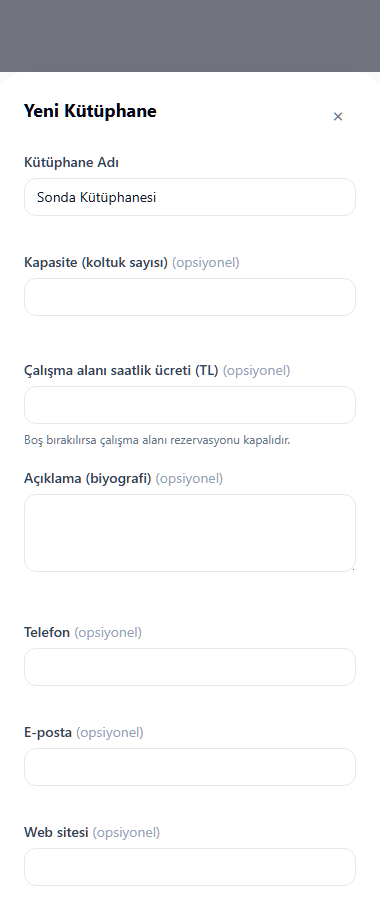 Yeni Kütüphane
×
Kütüphane Adı
Sonda Kütüphanesi
Kapasite (koltuk sayısı) (opsiyonel)
Çalışma alanı saatlik ücreti (TL) (opsiyonel)
Boş bırakılırsa çalışma alanı rezervasyonu kapalıdır.
Açıklama (biyografi) (opsiyonel)
Telefon (opsiyonel)
E-posta (opsiyonel)
Web sitesi (opsiyonel)